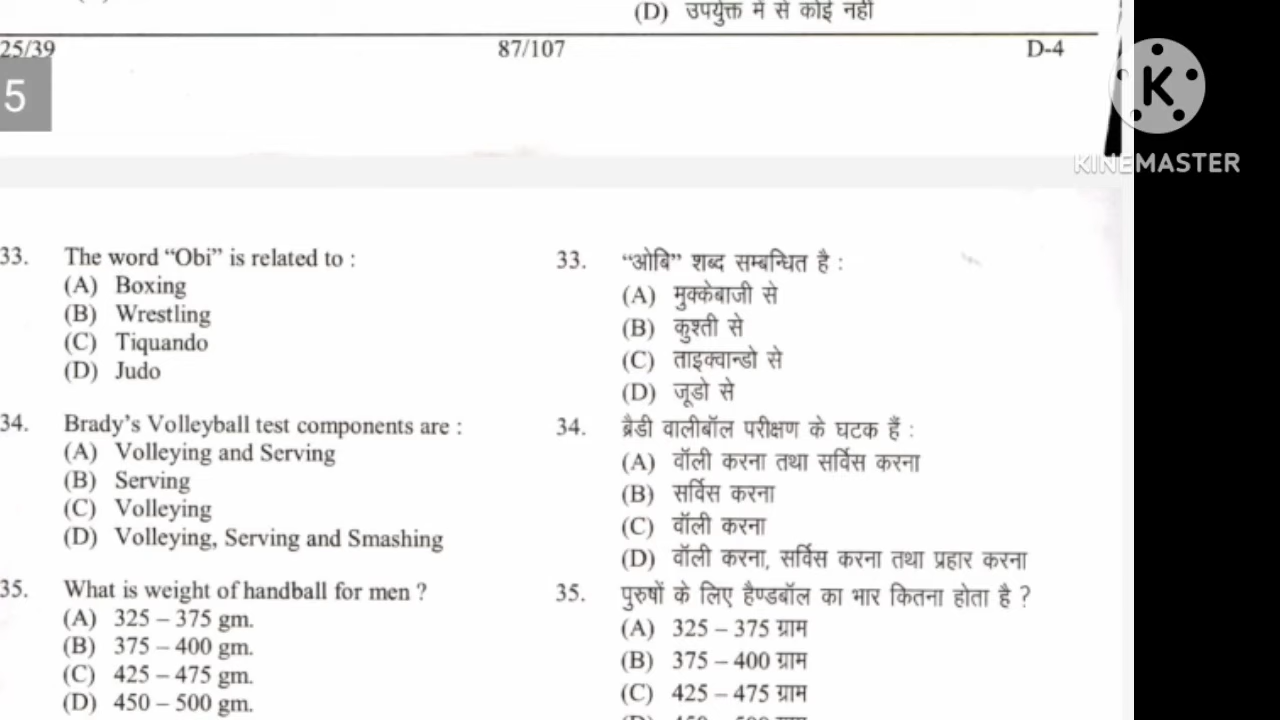 (D) उपर्युक्त में से कोई नहीं
25/39 87/107 D-4
5
K
KINEMASTER
33. The word “Obi” is related to :
(A) Boxing
(B) Wrestling
(C) Tiquando
(D) Judo
34. Brady’s Volleyball test components are :
(A) Volleying and Serving
(B) Serving
(C) Volleying
(D) Volleying, Serving and Smashing
35. What is weight of handball for men ?
(A) 325 – 375 gm.
(B) 375 – 400 gm.
(C) 425 – 475 gm.
(D) 450 – 500 gm.
33. “ओबि” शब्द सम्बन्धित है :
(A) मुक्केबाजी से
(B) कुश्ती से
(C) ताइक्वान्डो से
(D) जूडो से
34. ब्रैडी वालीबॉल परीक्षण के घटक हैं :
(A) वॉली करना तथा सर्विस करना
(B) सर्विस करना
(C) वॉली करना
(D) वॉली करना, सर्विस करना तथा प्रहार करना
35. पुरुषों के लिए हैण्डबॉल का भार कितना होता है ?
(A) 325 – 375 ग्राम
(B) 375 – 400 ग्राम
(C) 425 – 475 ग्राम